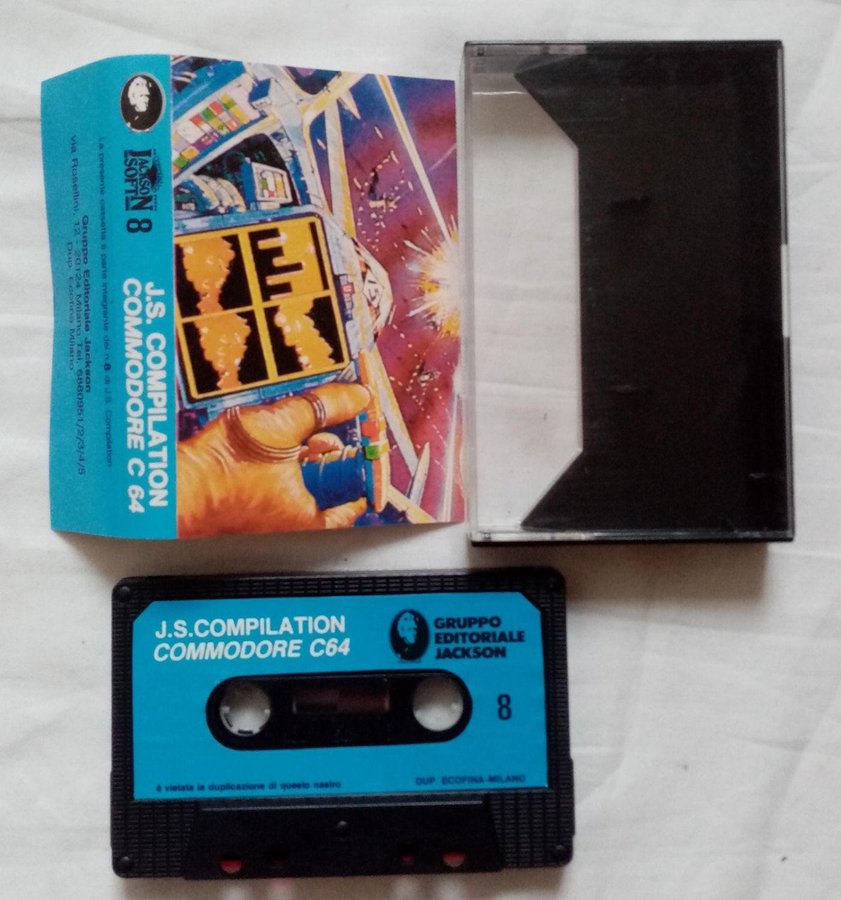 JACKSON
SOFT
8
J.S. COMPILATION
COMMODORE C 64
La presente cassetta è parte integrante del n.8 di J.S. Compilation
Gruppo Editoriale Jackson
via Rosellini, 12 - 20124 Milano Tel. 6880951/2/3/4/5
Dup. Ecofina Milano
J.S.COMPILATION
COMMODORE C64
GRUPPO
EDITORIALE
JACKSON
8
è vietata la duplicazione di questo nastro
DUP. ECOFINA-MILANO